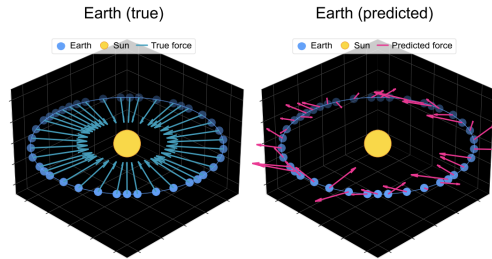 Earth (true)
Earth Sun True force
Earth (predicted)
Earth Sun Predicted force